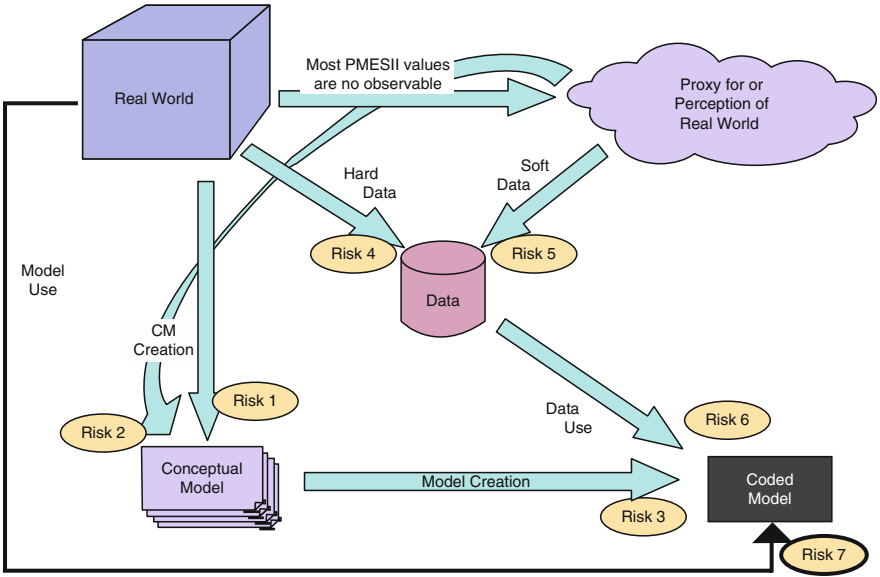 Real World
Most PMESII values
are no observable
Proxy for or
Perception of
Real World
Hard
Data
Soft
Data
Risk 4
Risk 5
Data
Model
Use
CM
Creation
Risk 1
Risk 2
Data
Use
Risk 6
Conceptual
Model
Model Creation
Risk 3
Coded
Model
Risk 7